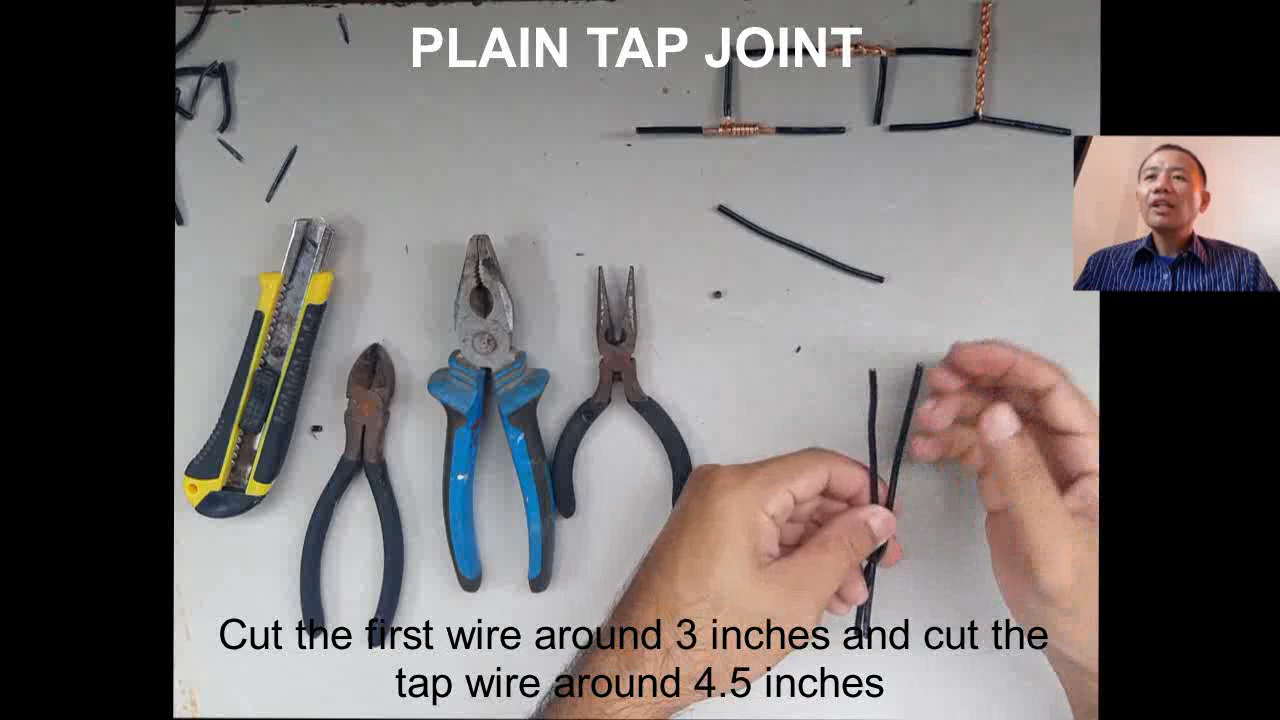 PLAIN TAP JOINT
Cut the first wire around 3 inches and cut the
tap wire around 4.5 inches